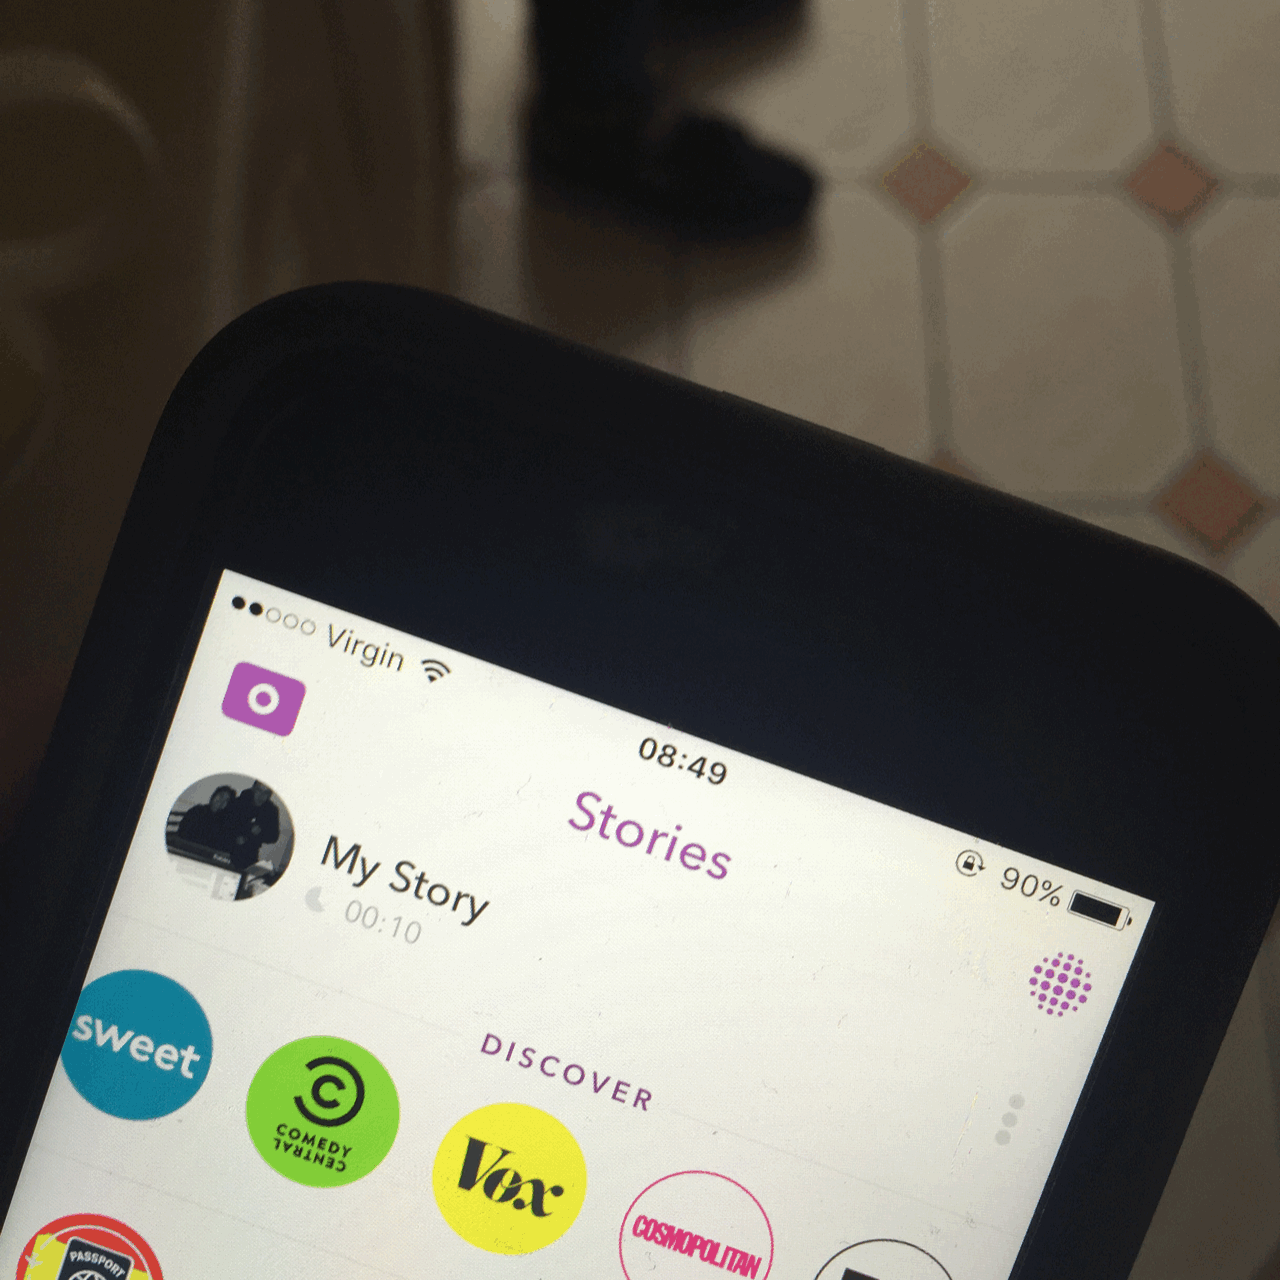 Virgin
08:49
90%
Stories
My Story
00:10
DISCOVER
sweet
COMEDY
CENTRAL
Vox
COSMOPOLITAN
PASSPORT